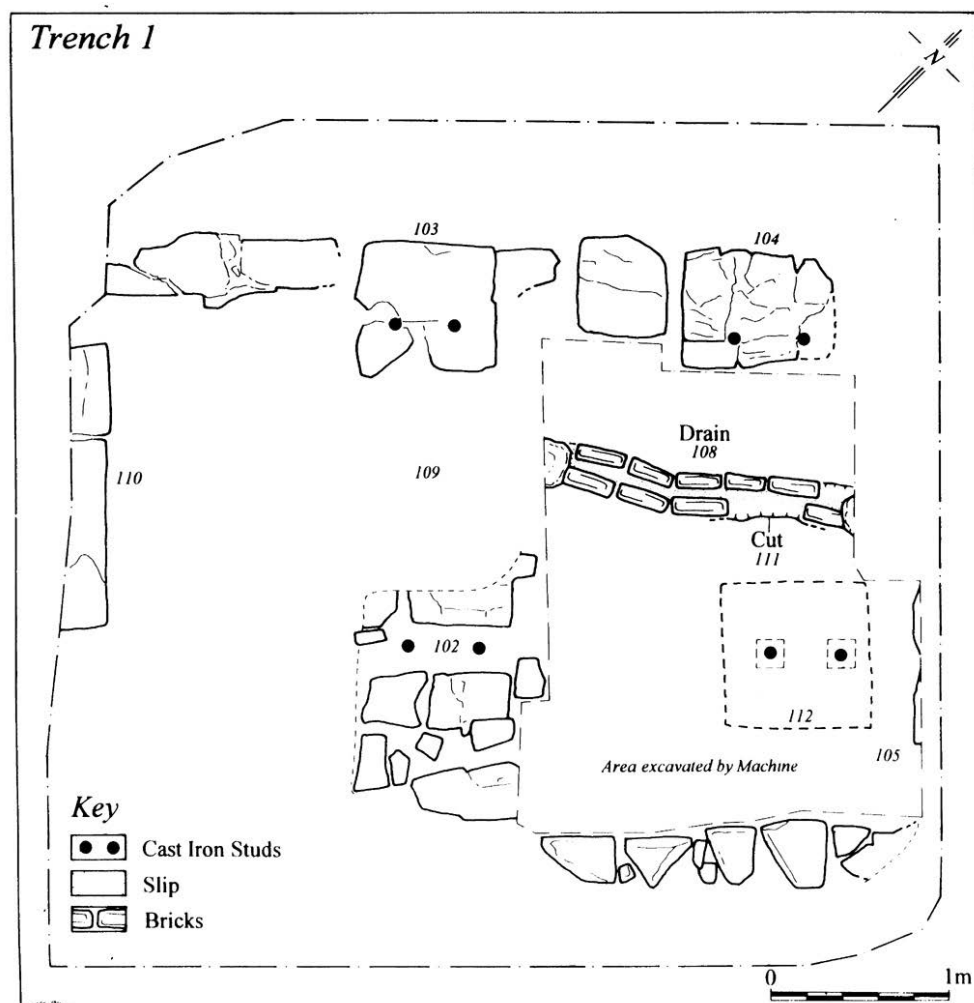 Trench 1
N
103
104
Drain
108
110
109
Cut
111
102
112
105
Area excavated by Machine
Key
Cast Iron Studs
Slip
Bricks
0 1m